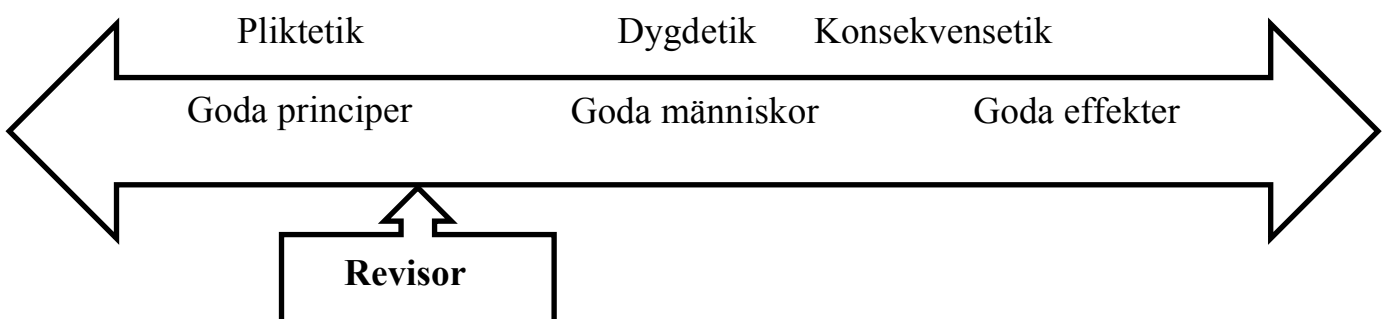 Pliktetik Dygdetik Konsekvensetik
Goda principer Goda människor Goda effekter
Revisor